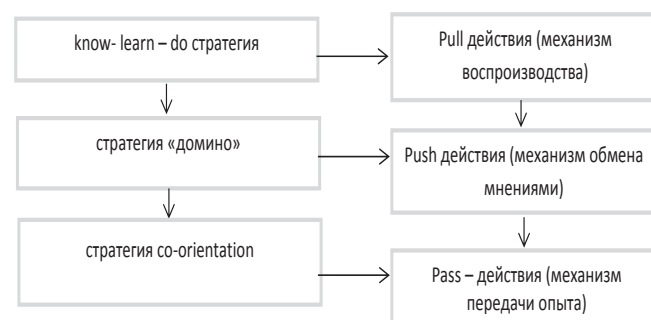 know- learn – do стратегия
Pull действия (механизм
воспроизводства)
стратегия «домино»
Push действия (механизм обмена
мнениями)
стратегия co-orientation
Pass – действия (механизм
передачи опыта)